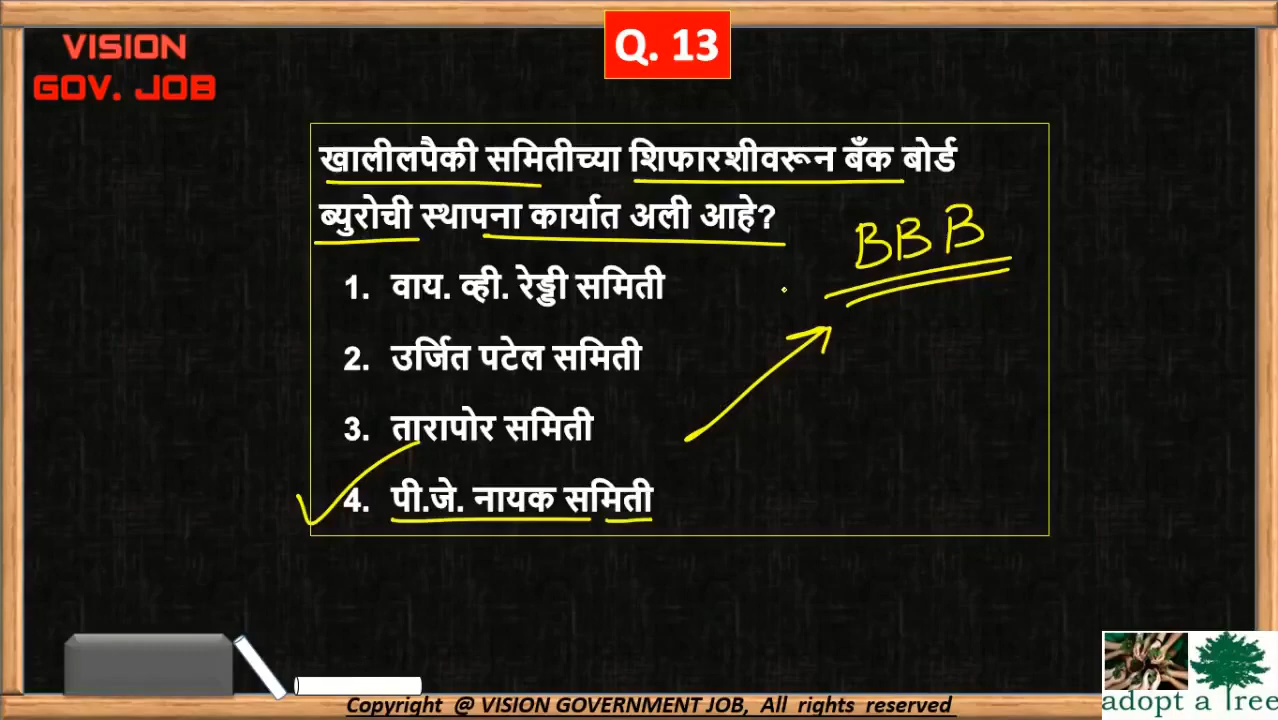 Q. 13
VISION
GOV. JOB
खालीलपैकी समितीच्या शिफारशीवरून बँक बोर्ड
ब्युरोची स्थापना कार्यात अली आहे?
BBB
1. वाय. व्ही. रेड्डी समिती
2. उर्जित पटेल समिती
3. तारापोर समिती
4. पी.जे. नायक समिती
adopt a Tree
Copyright @ VISION GOVERNMENT JOB, All rights reserved